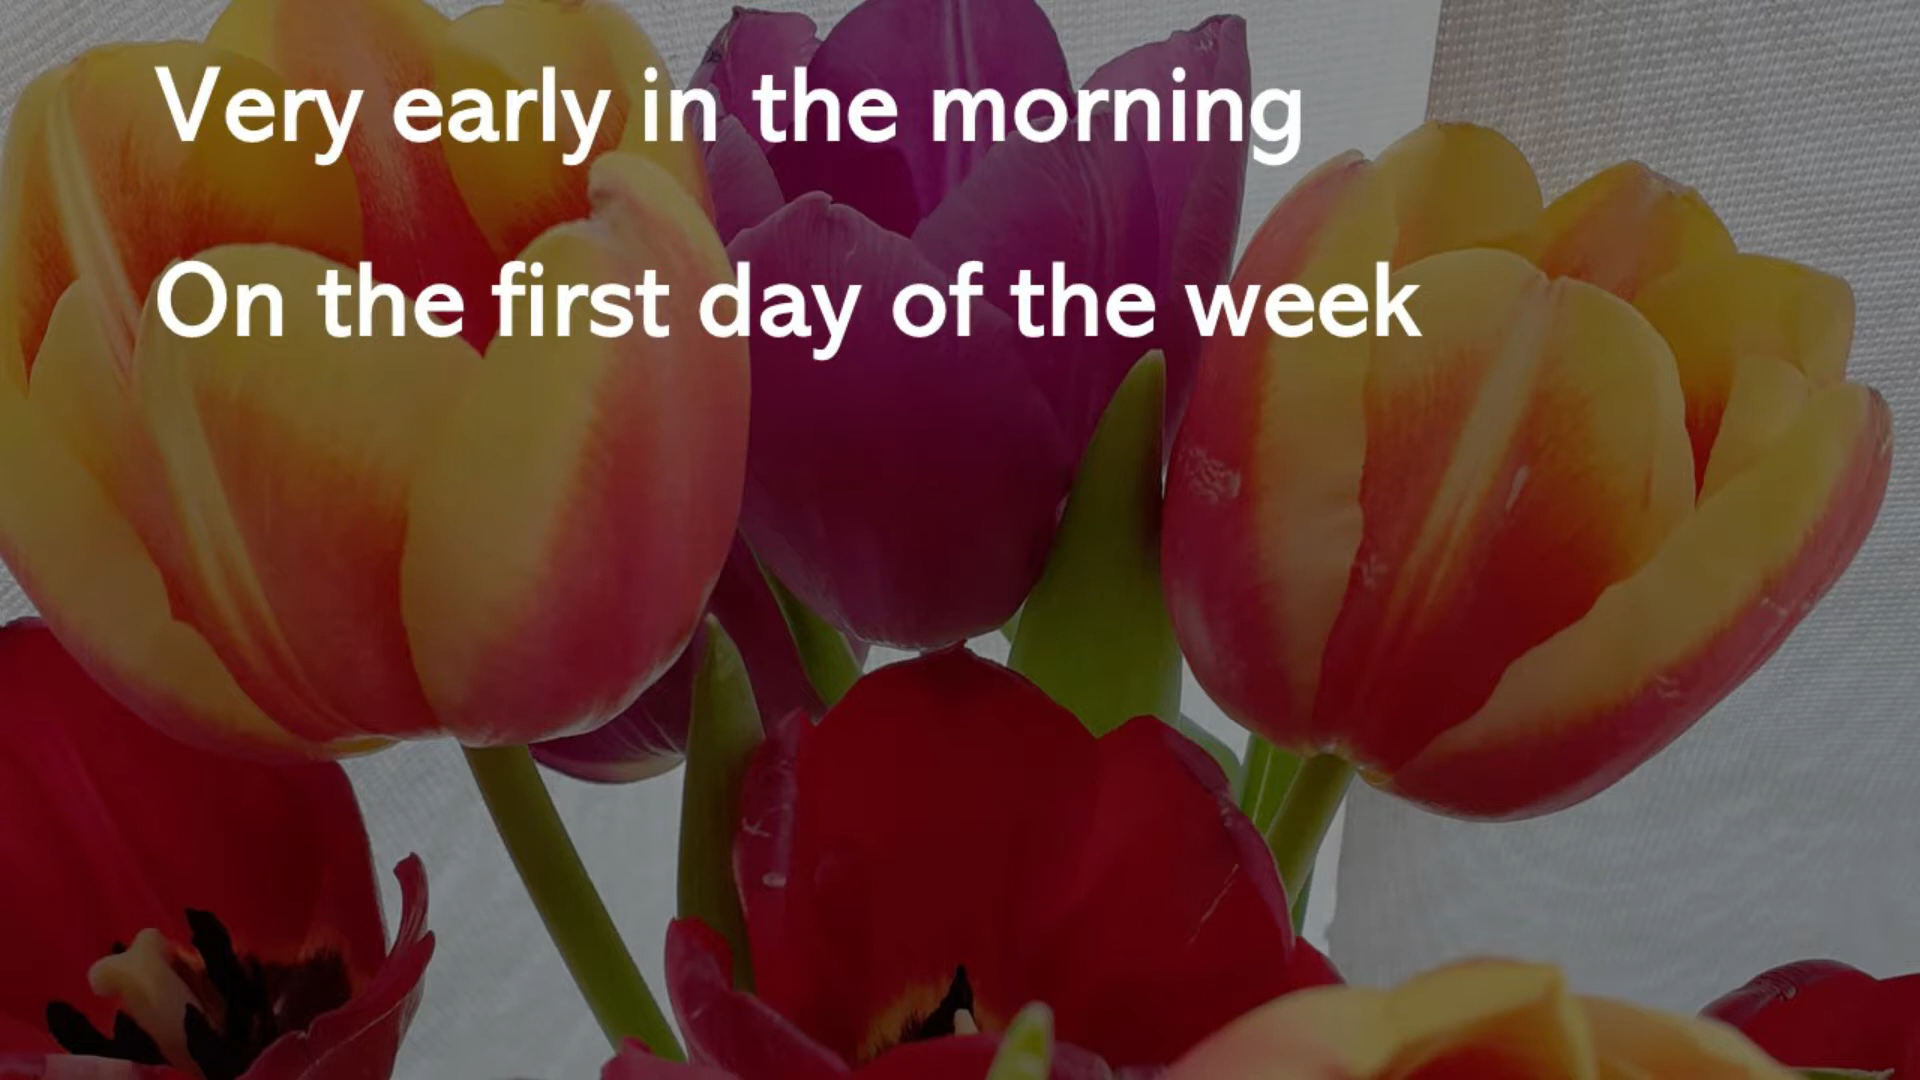 Very early in the morning
On the first day of the week